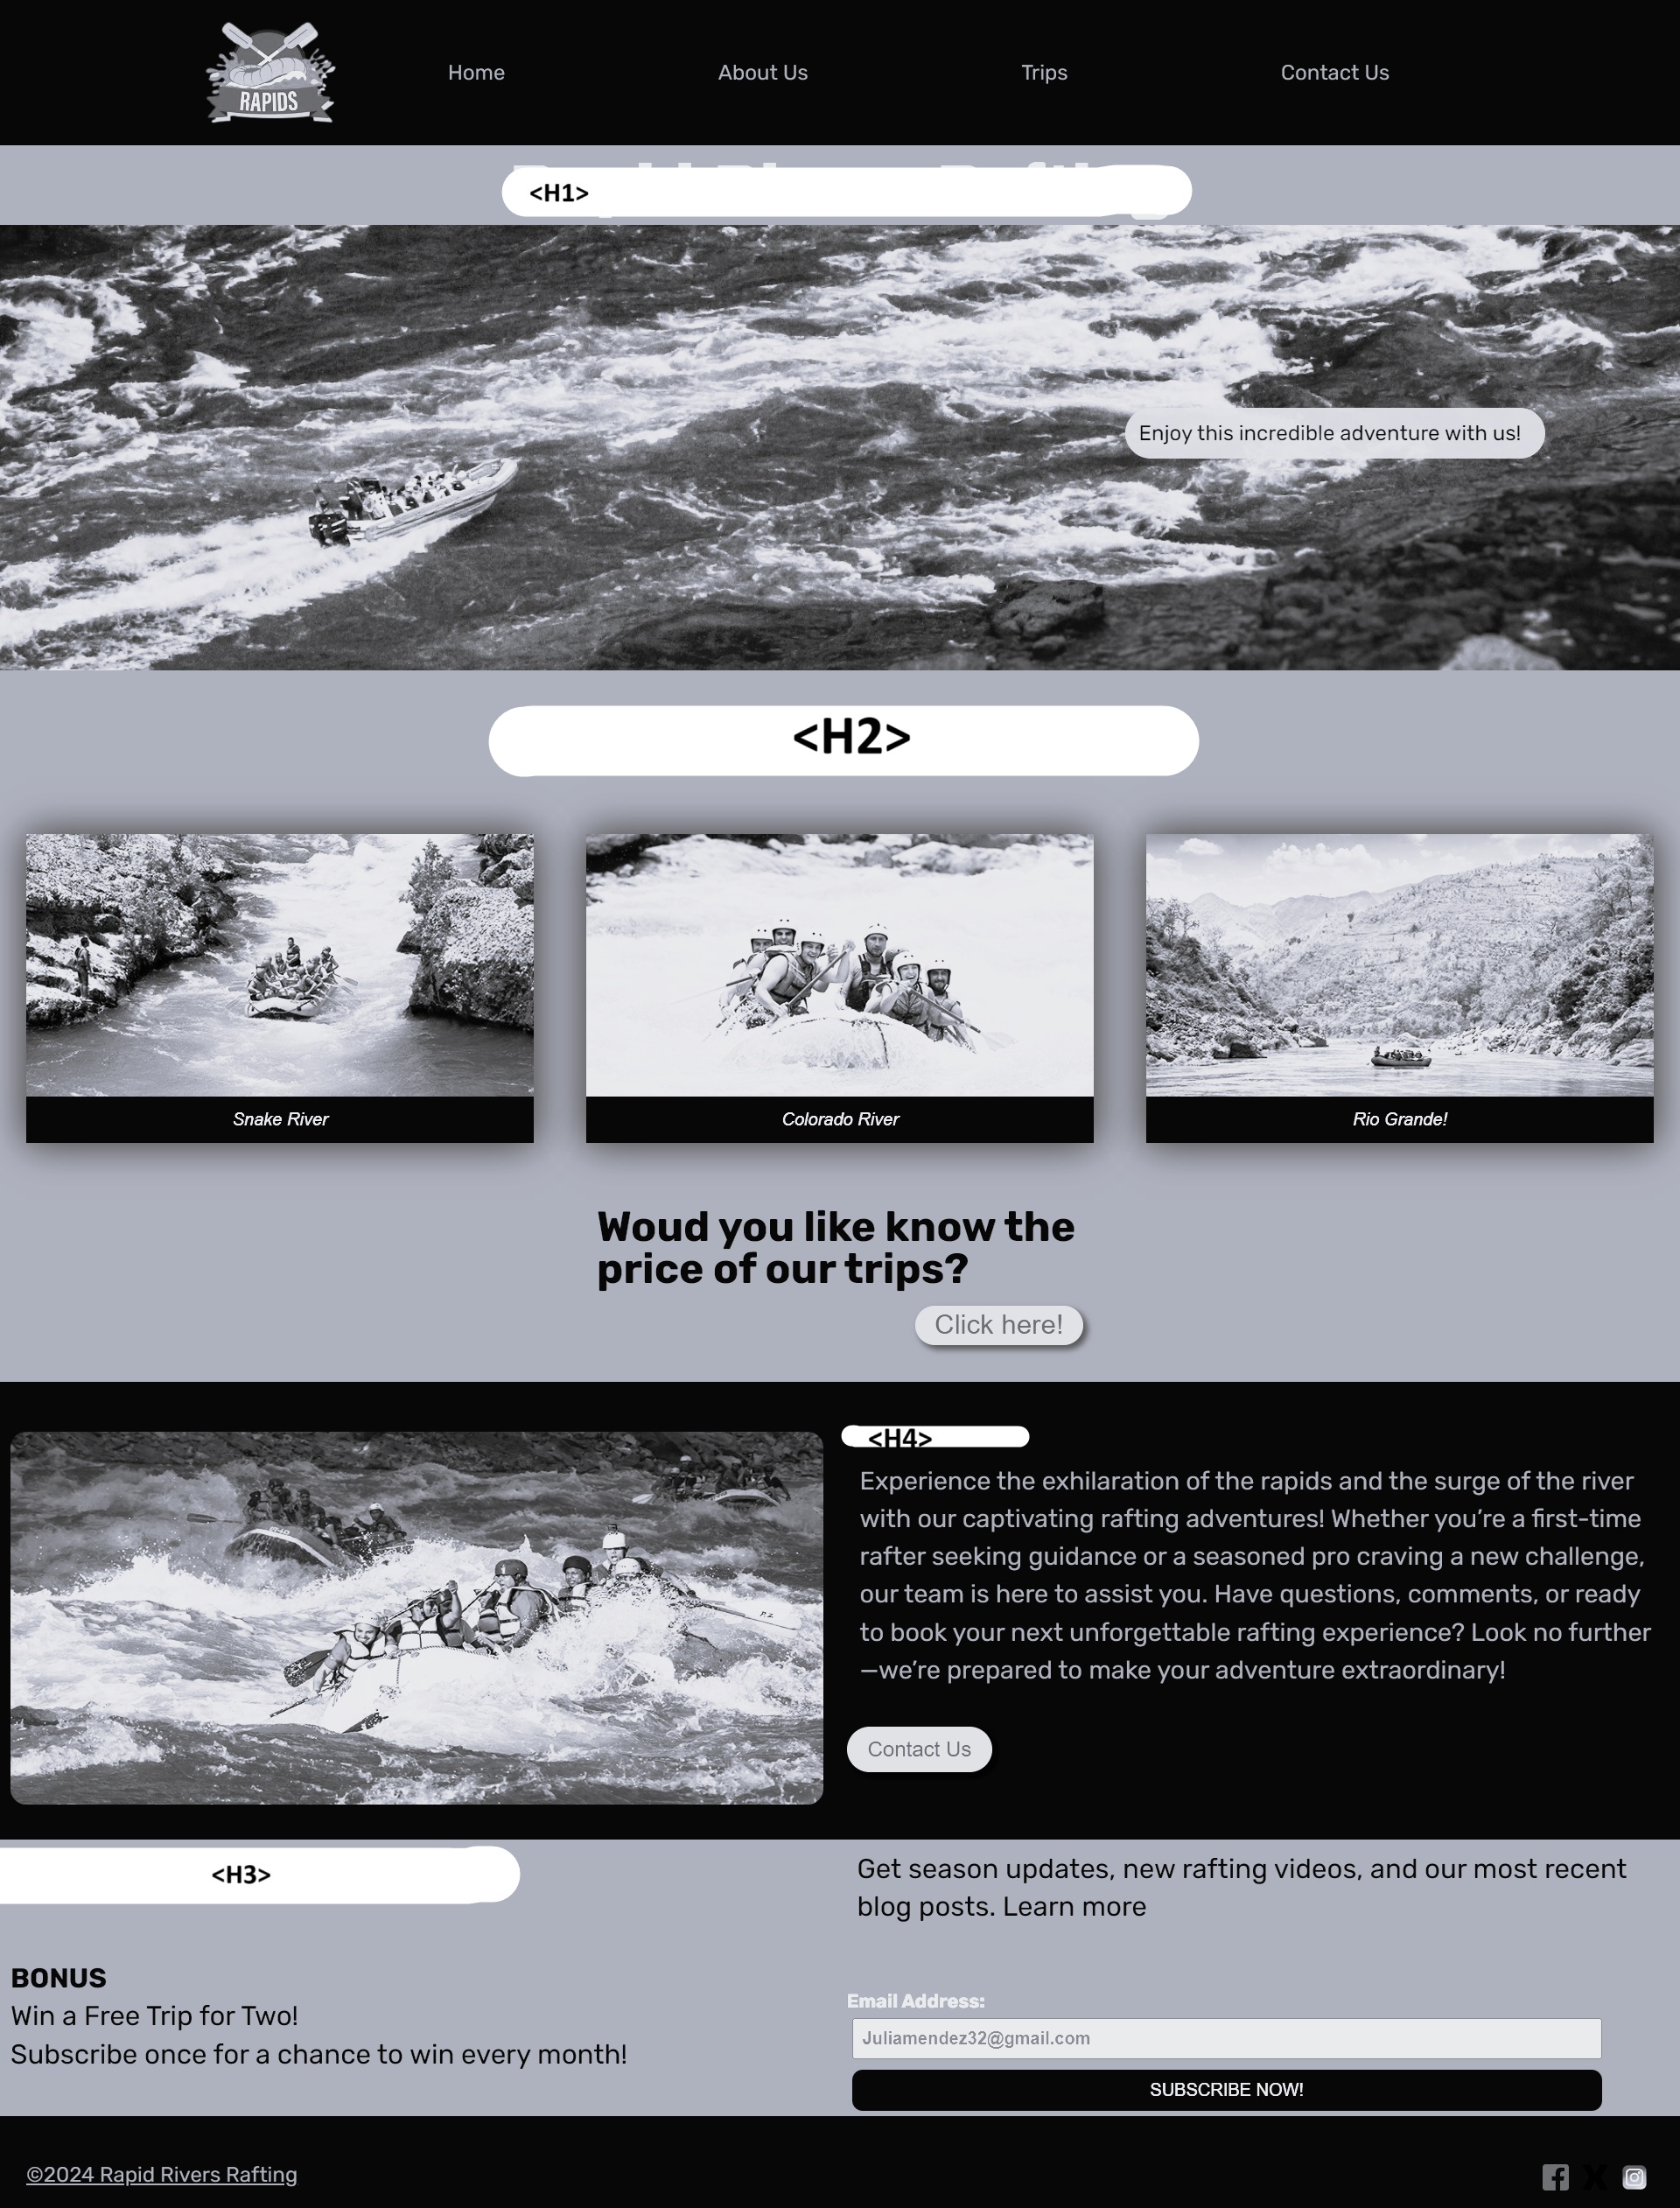 RAPIDS
Home
About Us
Trips
Contact Us
<H1>
Enjoy this incredible adventure with us!
<H2>
Snake River
Colorado River
Rio Grande!
Woud you like know the
price of our trips?
Click here!
<H4>
Experience the exhilaration of the rapids and the surge of the river
with our captivating rafting adventures! Whether you’re a first-time
rafter seeking guidance or a seasoned pro craving a new challenge,
our team is here to assist you. Have questions, comments, or ready
to book your next unforgettable rafting experience? Look no further
—we’re prepared to make your adventure extraordinary!
Contact Us
<H3>
BONUS
Win a Free Trip for Two!
Subscribe once for a chance to win every month!
Get season updates, new rafting videos, and our most recent
blog posts. Learn more
Email Address:
Juliamendez32@gmail.com
SUBSCRIBE NOW!
©2024 Rapid Rivers Rafting